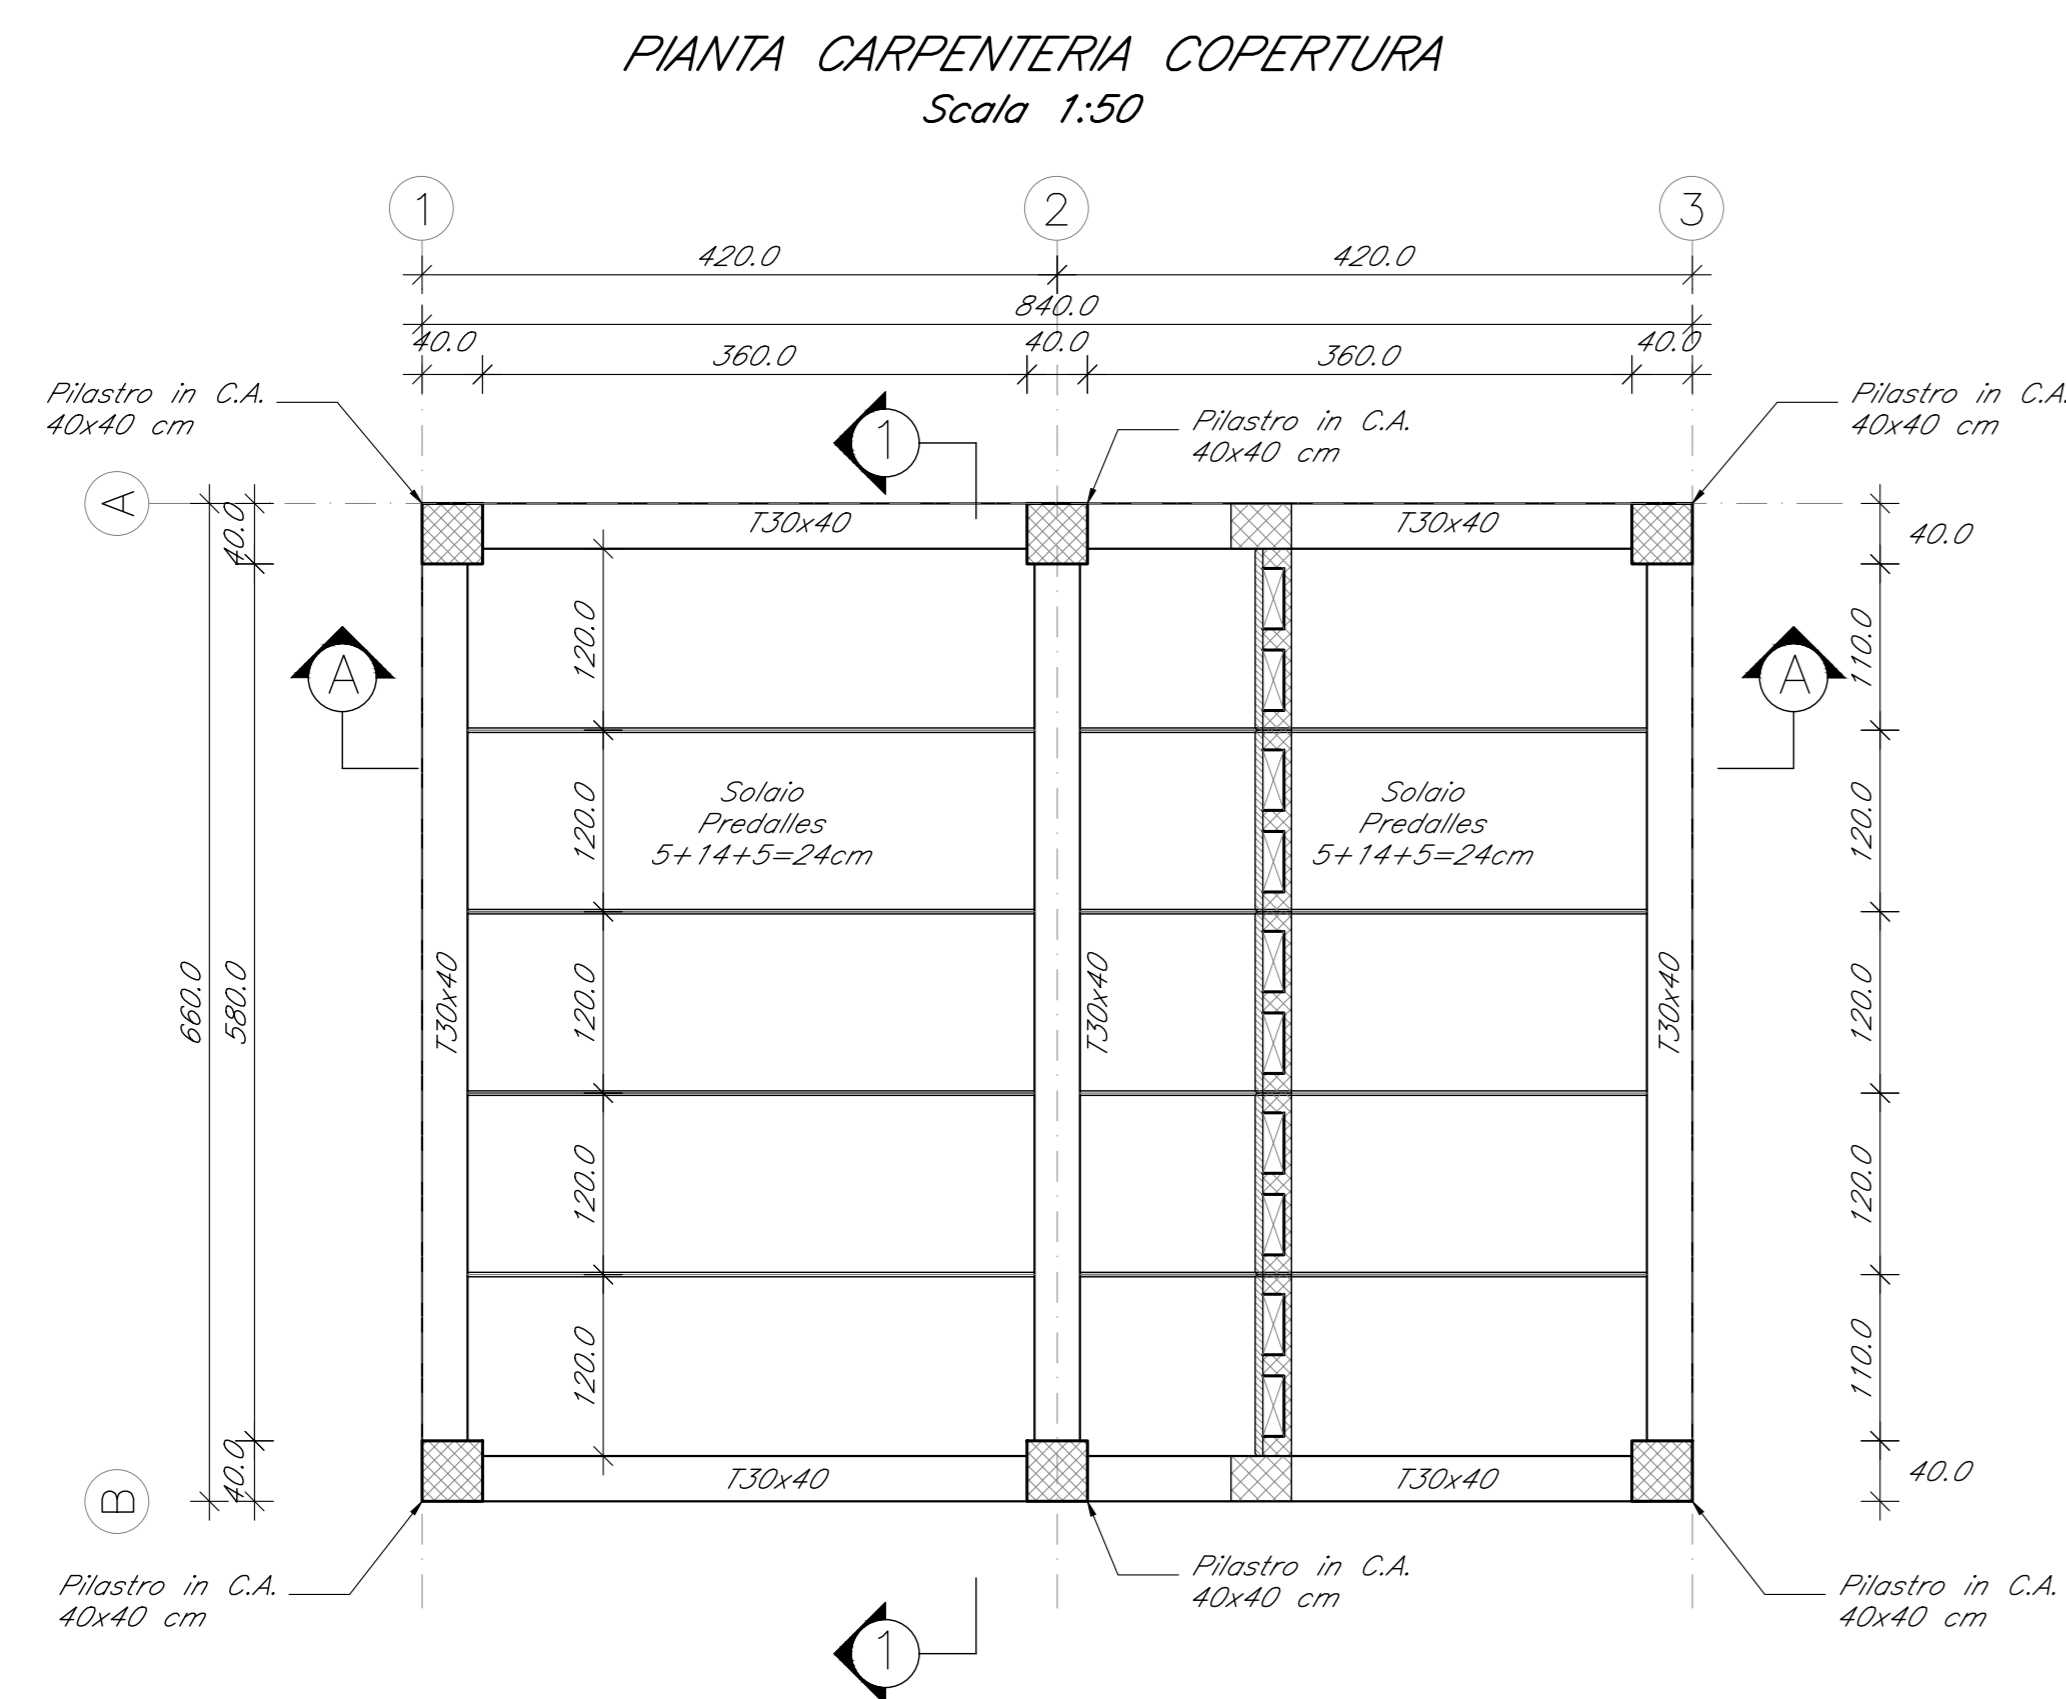 PIANTA CARPENTERIA COPERTURA
Scala 1:50
1
2
3
420.0
420.0
840.0
40.0
360.0
40.0
360.0
40.0
Pilastro in C.A.
40x40 cm
1
Pilastro in C.A.
40x40 cm
Pilastro in C.A.
40x40 cm
A
40.0
T30x40
T30x40
40.0
120.0
110.0
A
A
120.0
Solaio
Predalles
5+14+5=24cm
Solaio
Predalles
5+14+5=24cm
120.0
660.0
580.0
T30x40
120.0
T30x40
T30x40
120.0
120.0
120.0
120.0
110.0
B
40.0
T30x40
T30x40
40.0
Pilastro in C.A.
40x40 cm
Pilastro in C.A.
40x40 cm
Pilastro in C.A.
40x40 cm
1